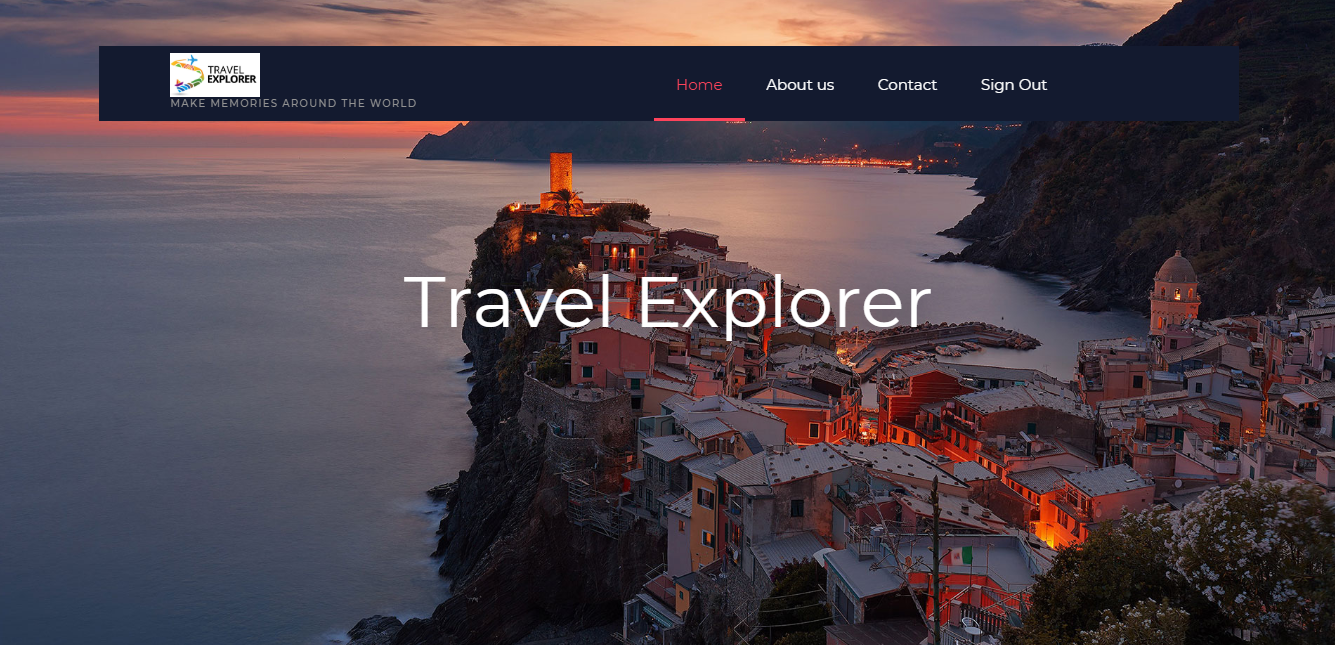 TRAVEL
EXPLORER
MAKE MEMORIES AROUND THE WORLD
Home
About us
Contact
Sign Out
Travel Explorer